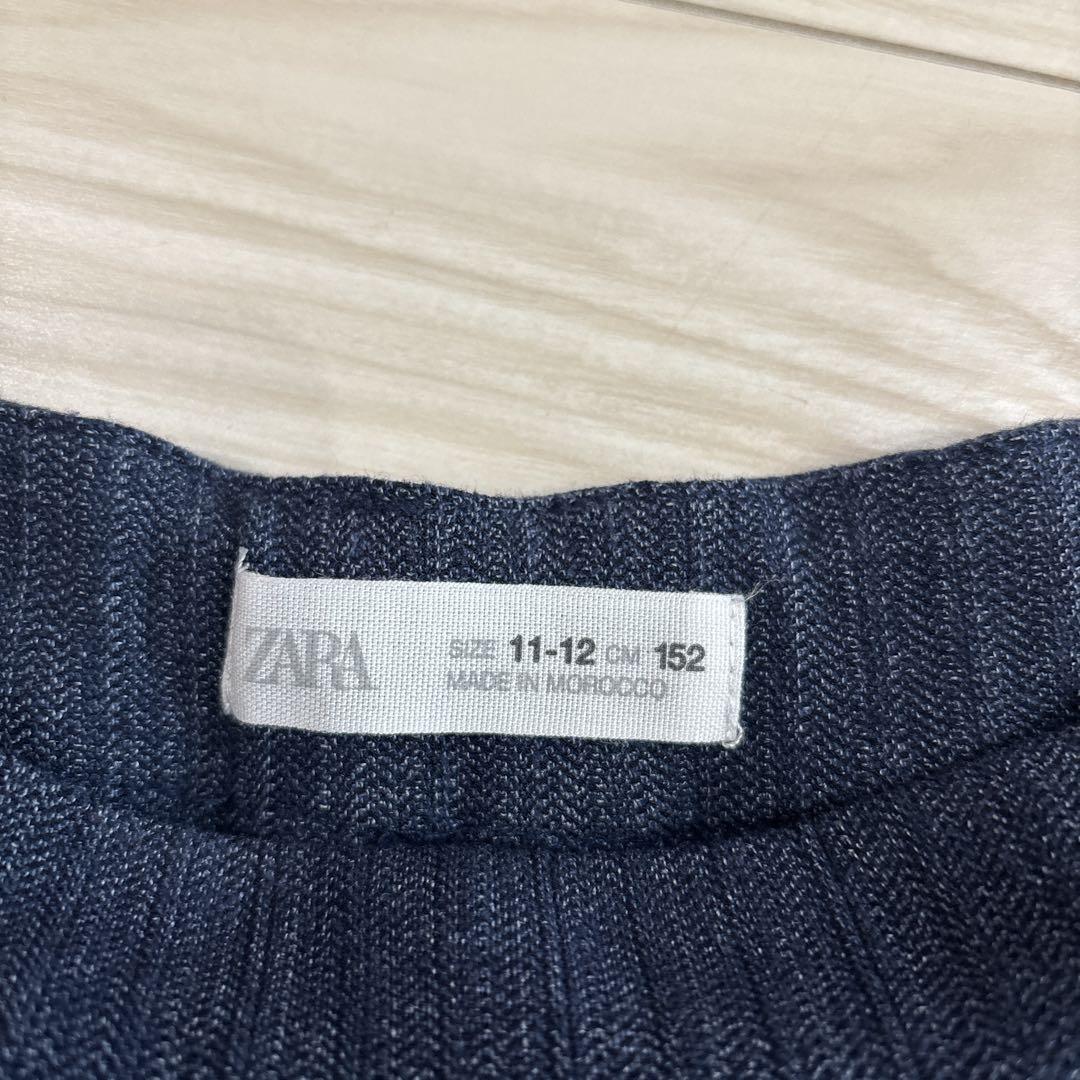 ZARA
SIZE 11-12 CM 152
MADE IN MOROCCO